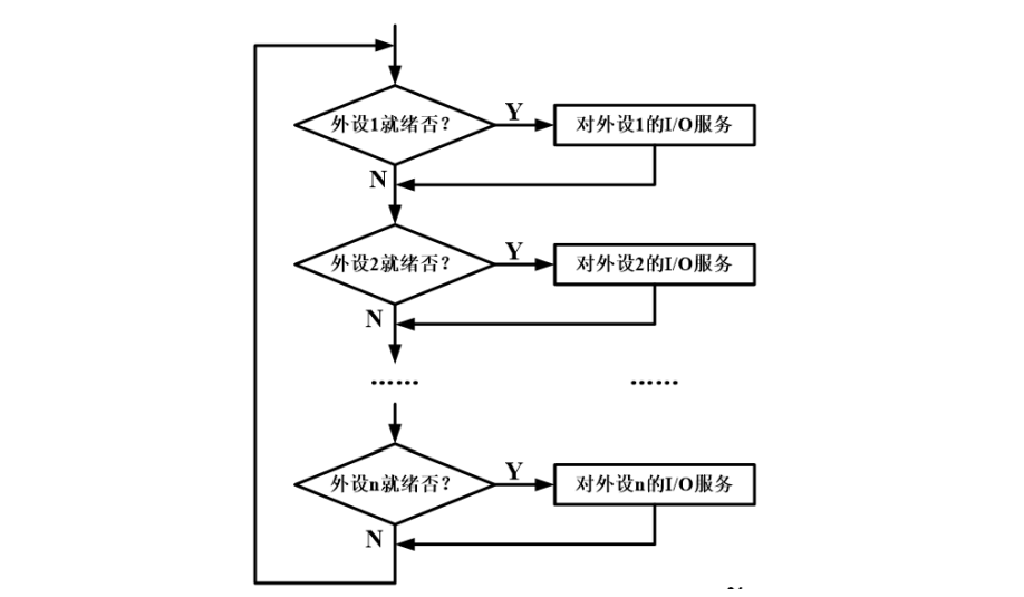 外设1就绪否？
Y
对外设1的I/O服务
N
外设2就绪否？
Y
对外设2的I/O服务
N
......
......
外设n就绪否？
Y
对外设n的I/O服务
N